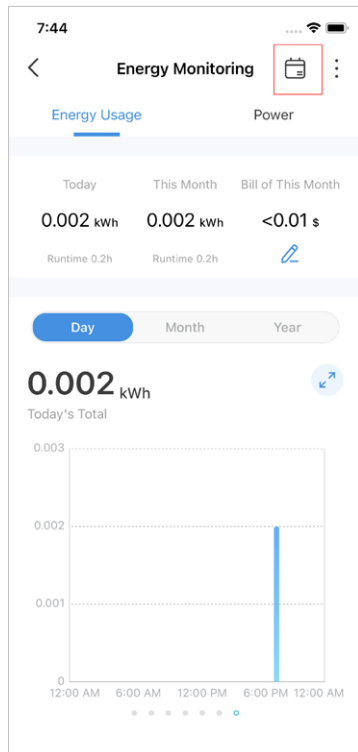 7:44
Energy Monitoring
Energy Usage Power
Today This Month Bill of This Month
0.002 kWh 0.002 kWh <0.01 $
Runtime 0.2h Runtime 0.2h
Day Month Year
0.002 kWh
Today's Total
0.003
0.002
0.001
0
12:00 AM 6:00 AM 12:00 PM 6:00 PM 12:00 AM